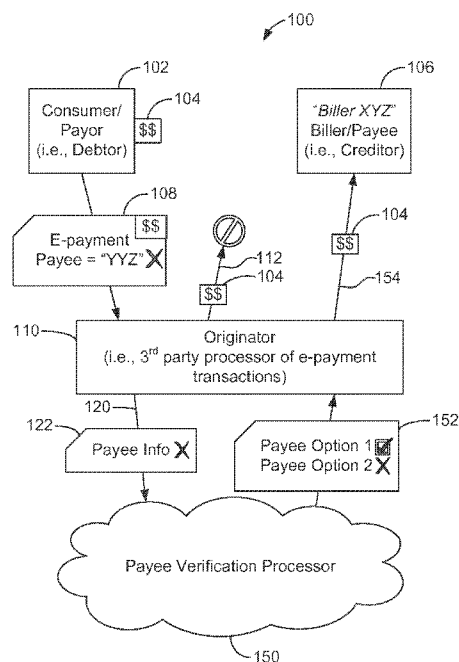 100
102
Consumer/
Payor
(i.e., Debtor)
104
$$
106
"Biller XYZ"
Biller/Payee
(i.e., Creditor)
108
$$
E-payment
Payee = "YYZ" X
112
$$
104
$$
104
154
110
Originator
(i.e., 3rd party processor of e-payment
transactions)
120
122
Payee Info X
152
Payee Option 1 ☑
Payee Option 2 X
Payee Verification Processor
150